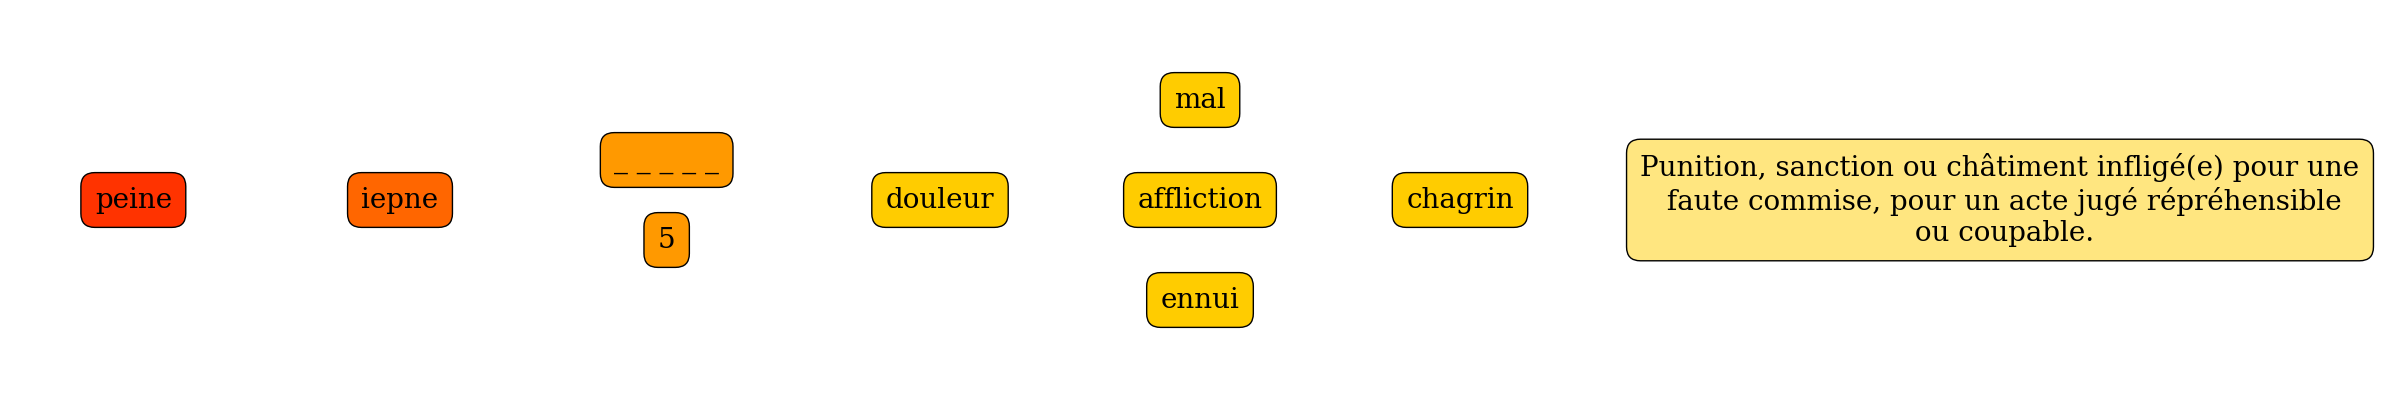 peine
iepne
_ _ _ _ _
5
douleur
mal
affliction
ennui
chagrin
Punition, sanction ou châtiment infligé(e) pour une
faute commise, pour un acte jugé répréhensible
ou coupable.